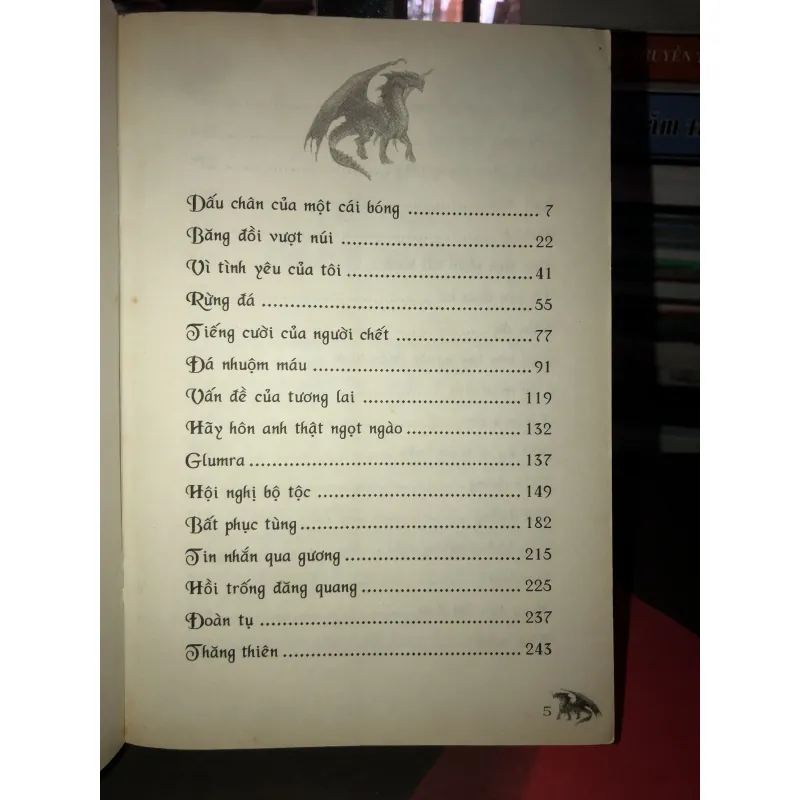 Dấu chân của một cái bóng ........................ 7
Băng đồi vượt núi ................................ 22
Vì tình yêu của tôi ................................ 41
Rừng đá ................................ 55
Tiếng cười của người chết ........................ 77
Đá nhuộm máu ................................ 91
Vấn đề của tương lai ............................ 119
Hãy hôn anh thật ngọt ngào .................... 132
Glumra ................................ 137
Hội nghị bộ tộc ................................ 149
Bất phục tùng ................................ 182
Tin nhắn qua gương ............................ 215
Hồi trống đăng quang .......................... 225
Đoàn tụ ................................ 237
Thăng thiên ................................ 243
5